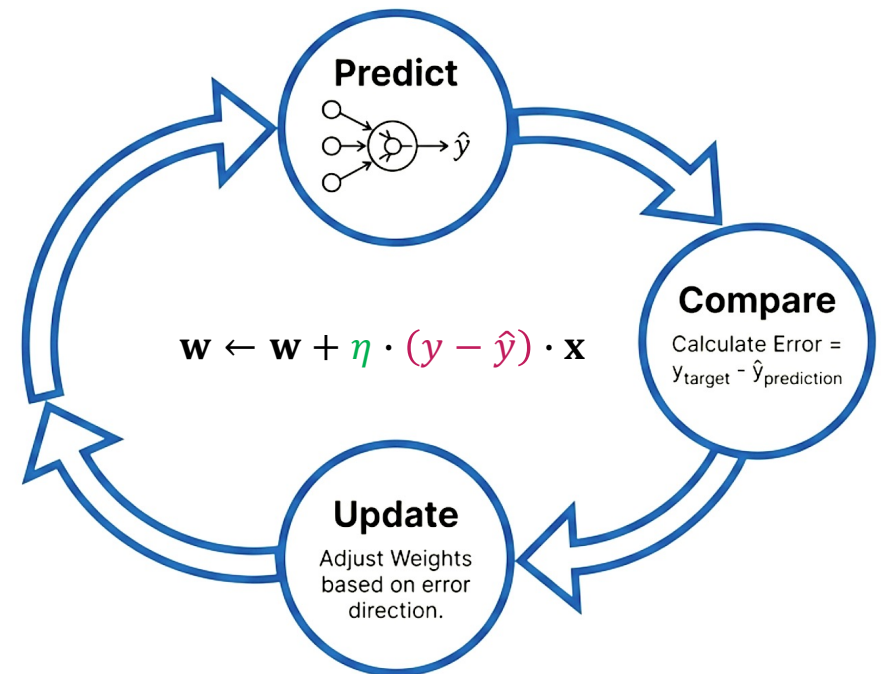 Predict
ŷ
Compare
Calculate Error =
y_target - ŷ_prediction
w ← w + η · (y − ŷ) · x
Update
Adjust Weights
based on error
direction.